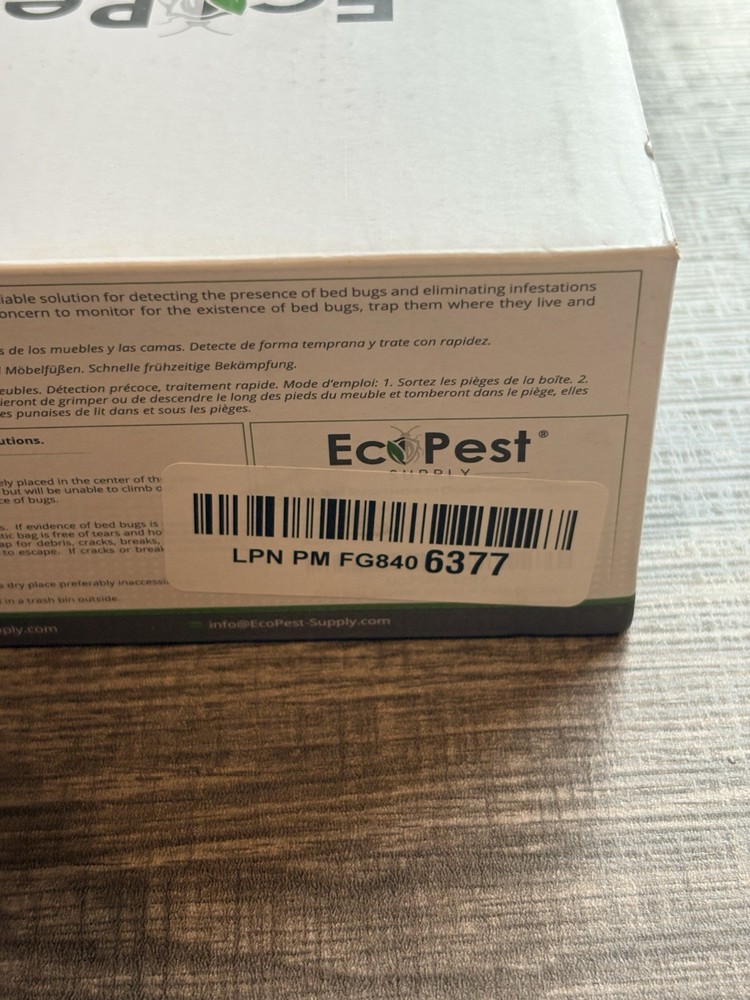 EcoPe
iable solution for detecting the presence of bed bugs and eliminating infestations
oncern to monitor for the existence of bed bugs, trap them where they live and
s de los muebles y las camas. Detecte de forma temprana y trate con rapidez.
l Möbelfüßen. Schnelle frühzeitige Bekämpfung.
eubles. Détection précoce, traitement rapide. Mode d'emploi: 1. Sortez les pièges de la boîte. 2.
ieront de grimper ou de descendre le long des pieds du meuble et tomberont dans le piège, elles
es punaises de lit dans et sous les pièges.
utions.
ely placed in the center of th
but will be unable to climb o
ce of bugs.
s. If evidence of bed bugs is
tic bag is free of tears and ho
ap for debris, cracks, breaks,
to escape. If cracks or break
s dry place preferably inaccessi
in a trash bin outside.
EcoPest®
SUPPLY
LPN PM FG840 6377
ply.com
info@EcoPest-Supply.com